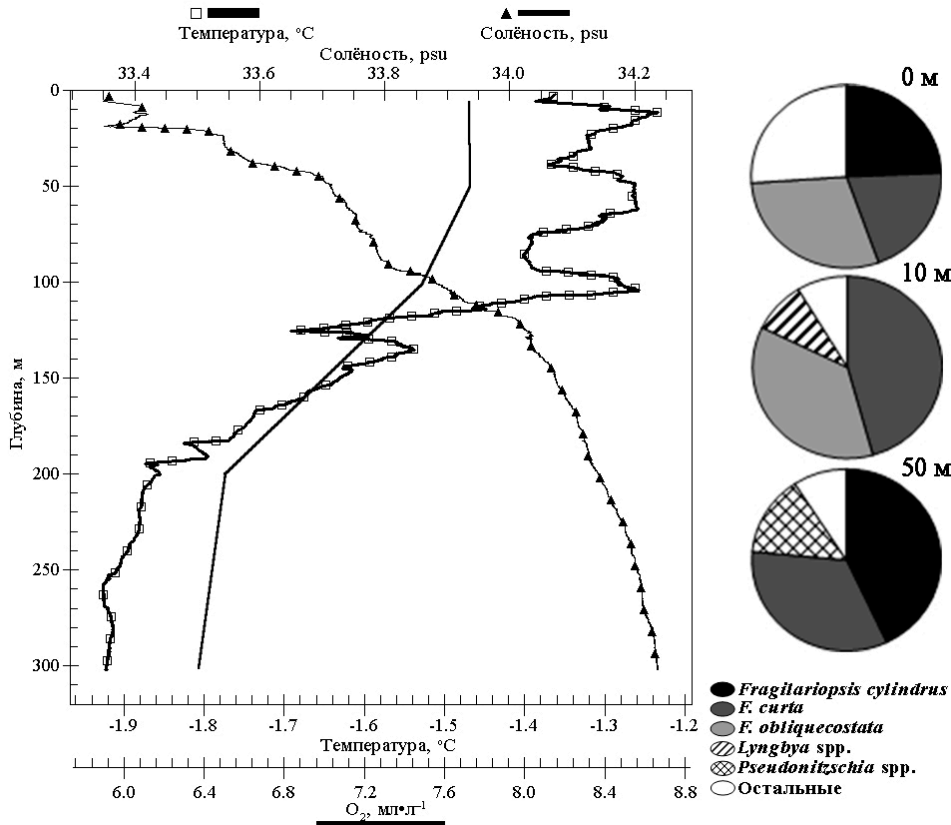 Температура, °C
Солёность, psu
Солёность, psu
33.4 33.6 33.8 34.0 34.2
0
50
100
150
200
250
300
Глубина, м
-1.9 -1.8 -1.7 -1.6 -1.5 -1.4 -1.3 -1.2
Температура, °C
6.0 6.4 6.8 7.2 7.6 8.0 8.4 8.8
O₂, мл•л⁻¹
0 м
10 м
50 м
Fragilariopsis cylindrus
F. curta
F. obliquecostata
Lyngbya spp.
Pseudonitzschia spp.
Остальные